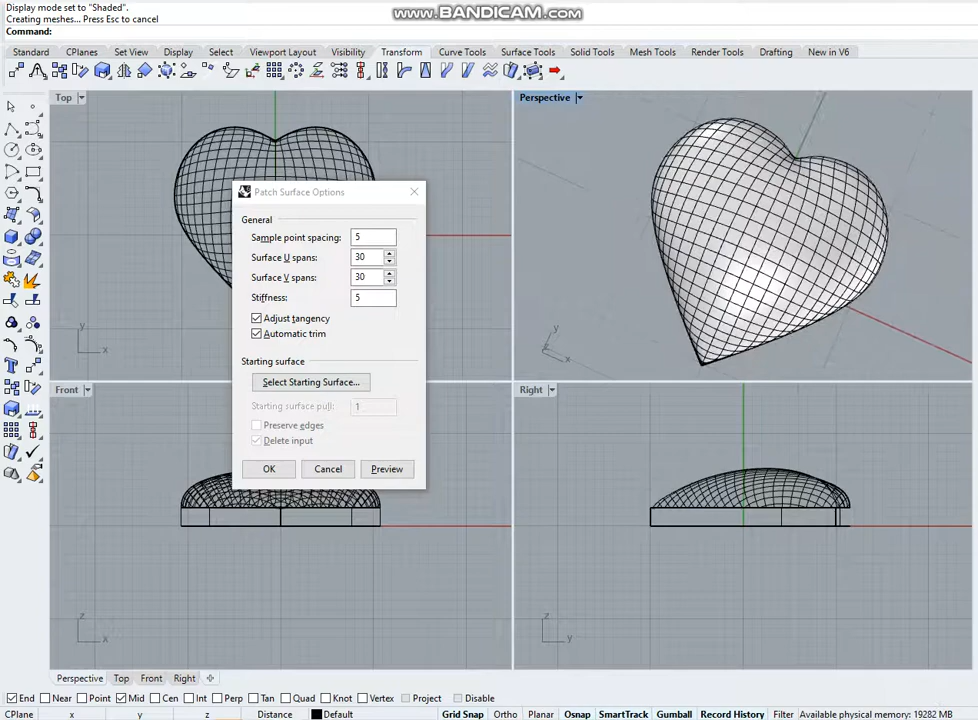 Display mode set to "Shaded".
www.BANDICAM.com
Creating meshes... Press Esc to cancel
Command:
Standard CPlanes Set View Display Select Viewport Layout Visibility Transform Curve Tools Surface Tools Solid Tools Mesh Tools Render Tools Drafting New in V6
Top
Perspective
Patch Surface Options
General
Sample point spacing: 5
Surface U spans: 30
Surface V spans: 30
Stiffness: 5
Adjust tangency
Automatic trim
Starting surface
Select Starting Surface...
Starting surface pull: 1
Preserve edges
Delete input
OK Cancel Preview
y
x
y
z
x
Front
Right
z
x
z
y
Perspective Top Front Right
End Near Point Mid Cen Int Perp Tan Quad Knot Vertex Project Disable
CPlane x y z Distance Default Grid Snap Ortho Planar Osnap SmartTrack Gumball Record History Filter Available physical memory: 19282 MB